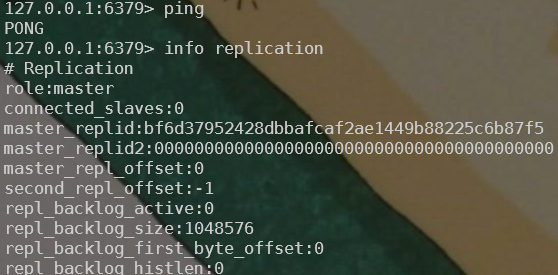 127.0.0.1:6379> ping
PONG
127.0.0.1:6379> info replication
# Replication
role:master
connected_slaves:0
master_replid:bf6d37952428dbbafcaf2ae1449b88225c6b87f5
master_replid2:0000000000000000000000000000000000000000
master_repl_offset:0
second_repl_offset:-1
repl_backlog_active:0
repl_backlog_size:1048576
repl_backlog_first_byte_offset:0
repl_backlog_histlen:0